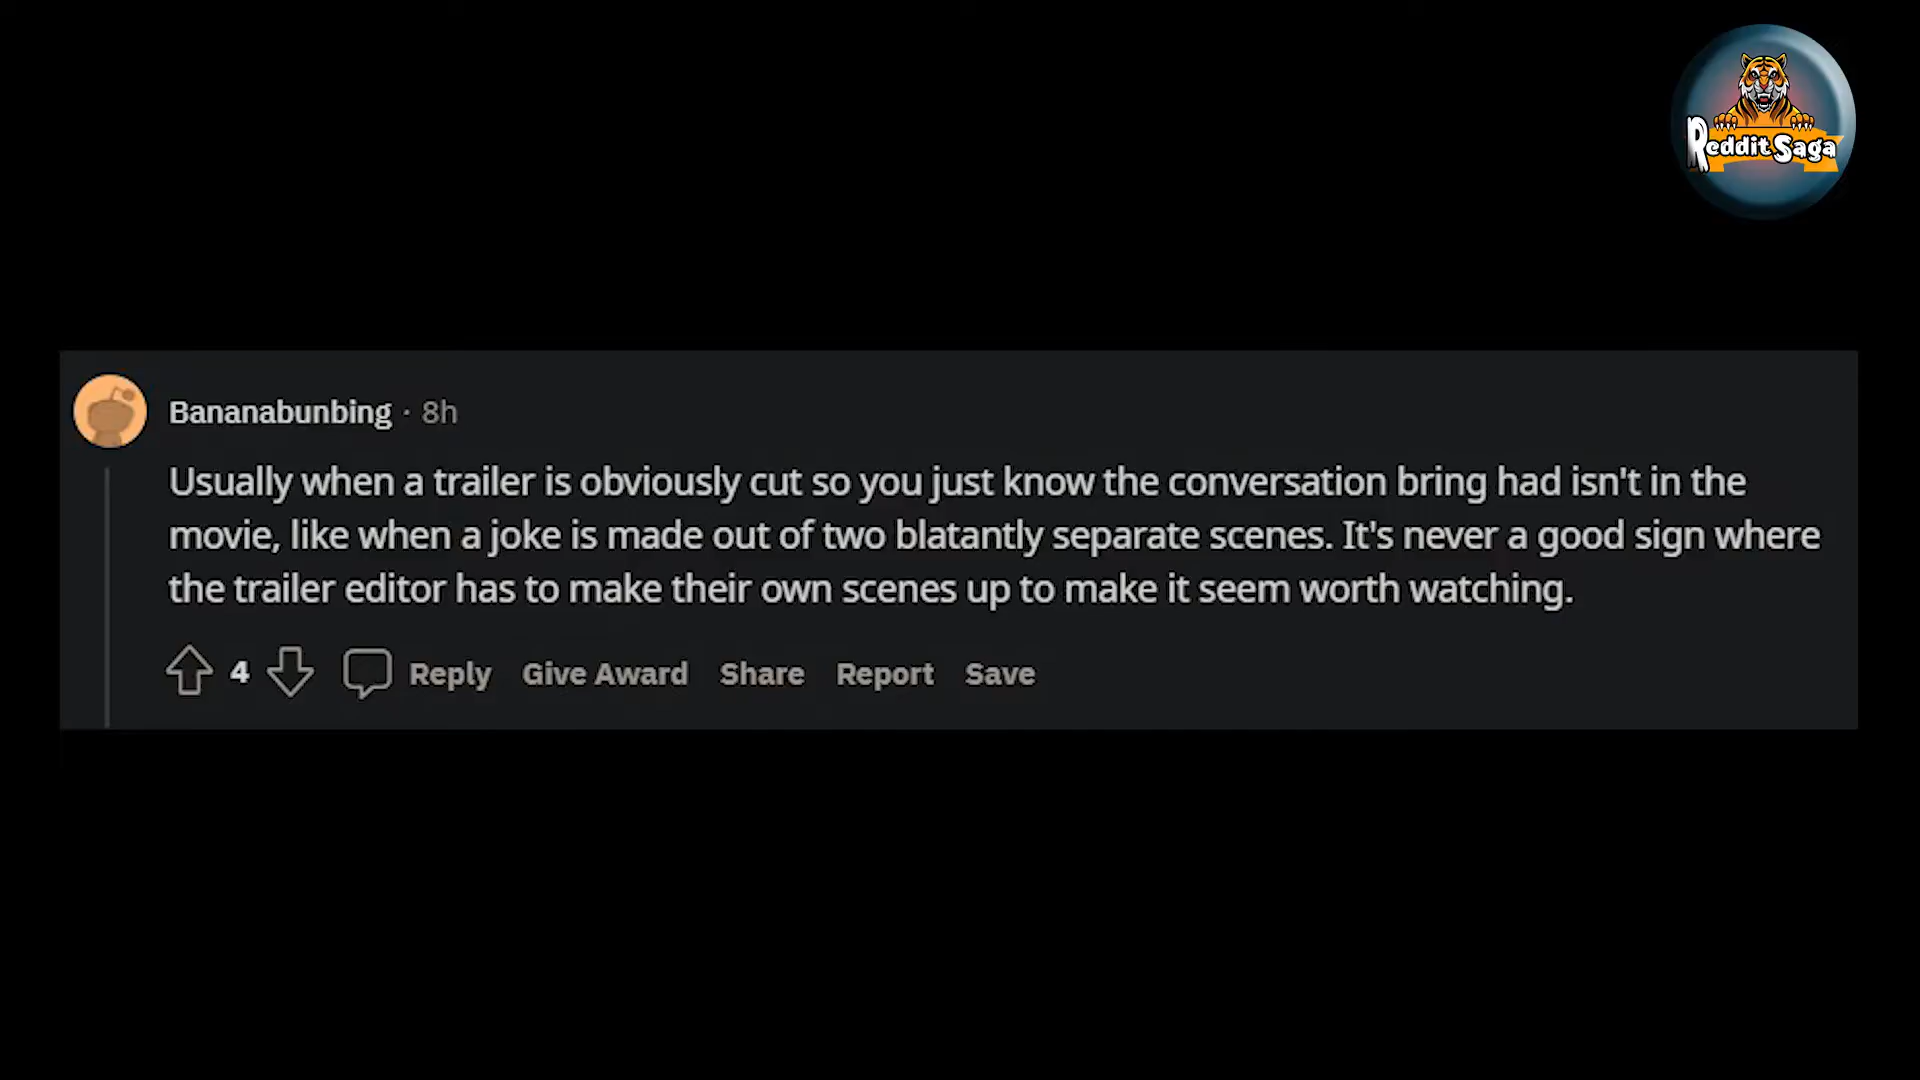 Reddit Saga
Bananabunbing · 8h
Usually when a trailer is obviously cut so you just know the conversation bring had isn't in the
movie, like when a joke is made out of two blatantly separate scenes. It's never a good sign where
the trailer editor has to make their own scenes up to make it seem worth watching.
4 Reply Give Award Share Report Save